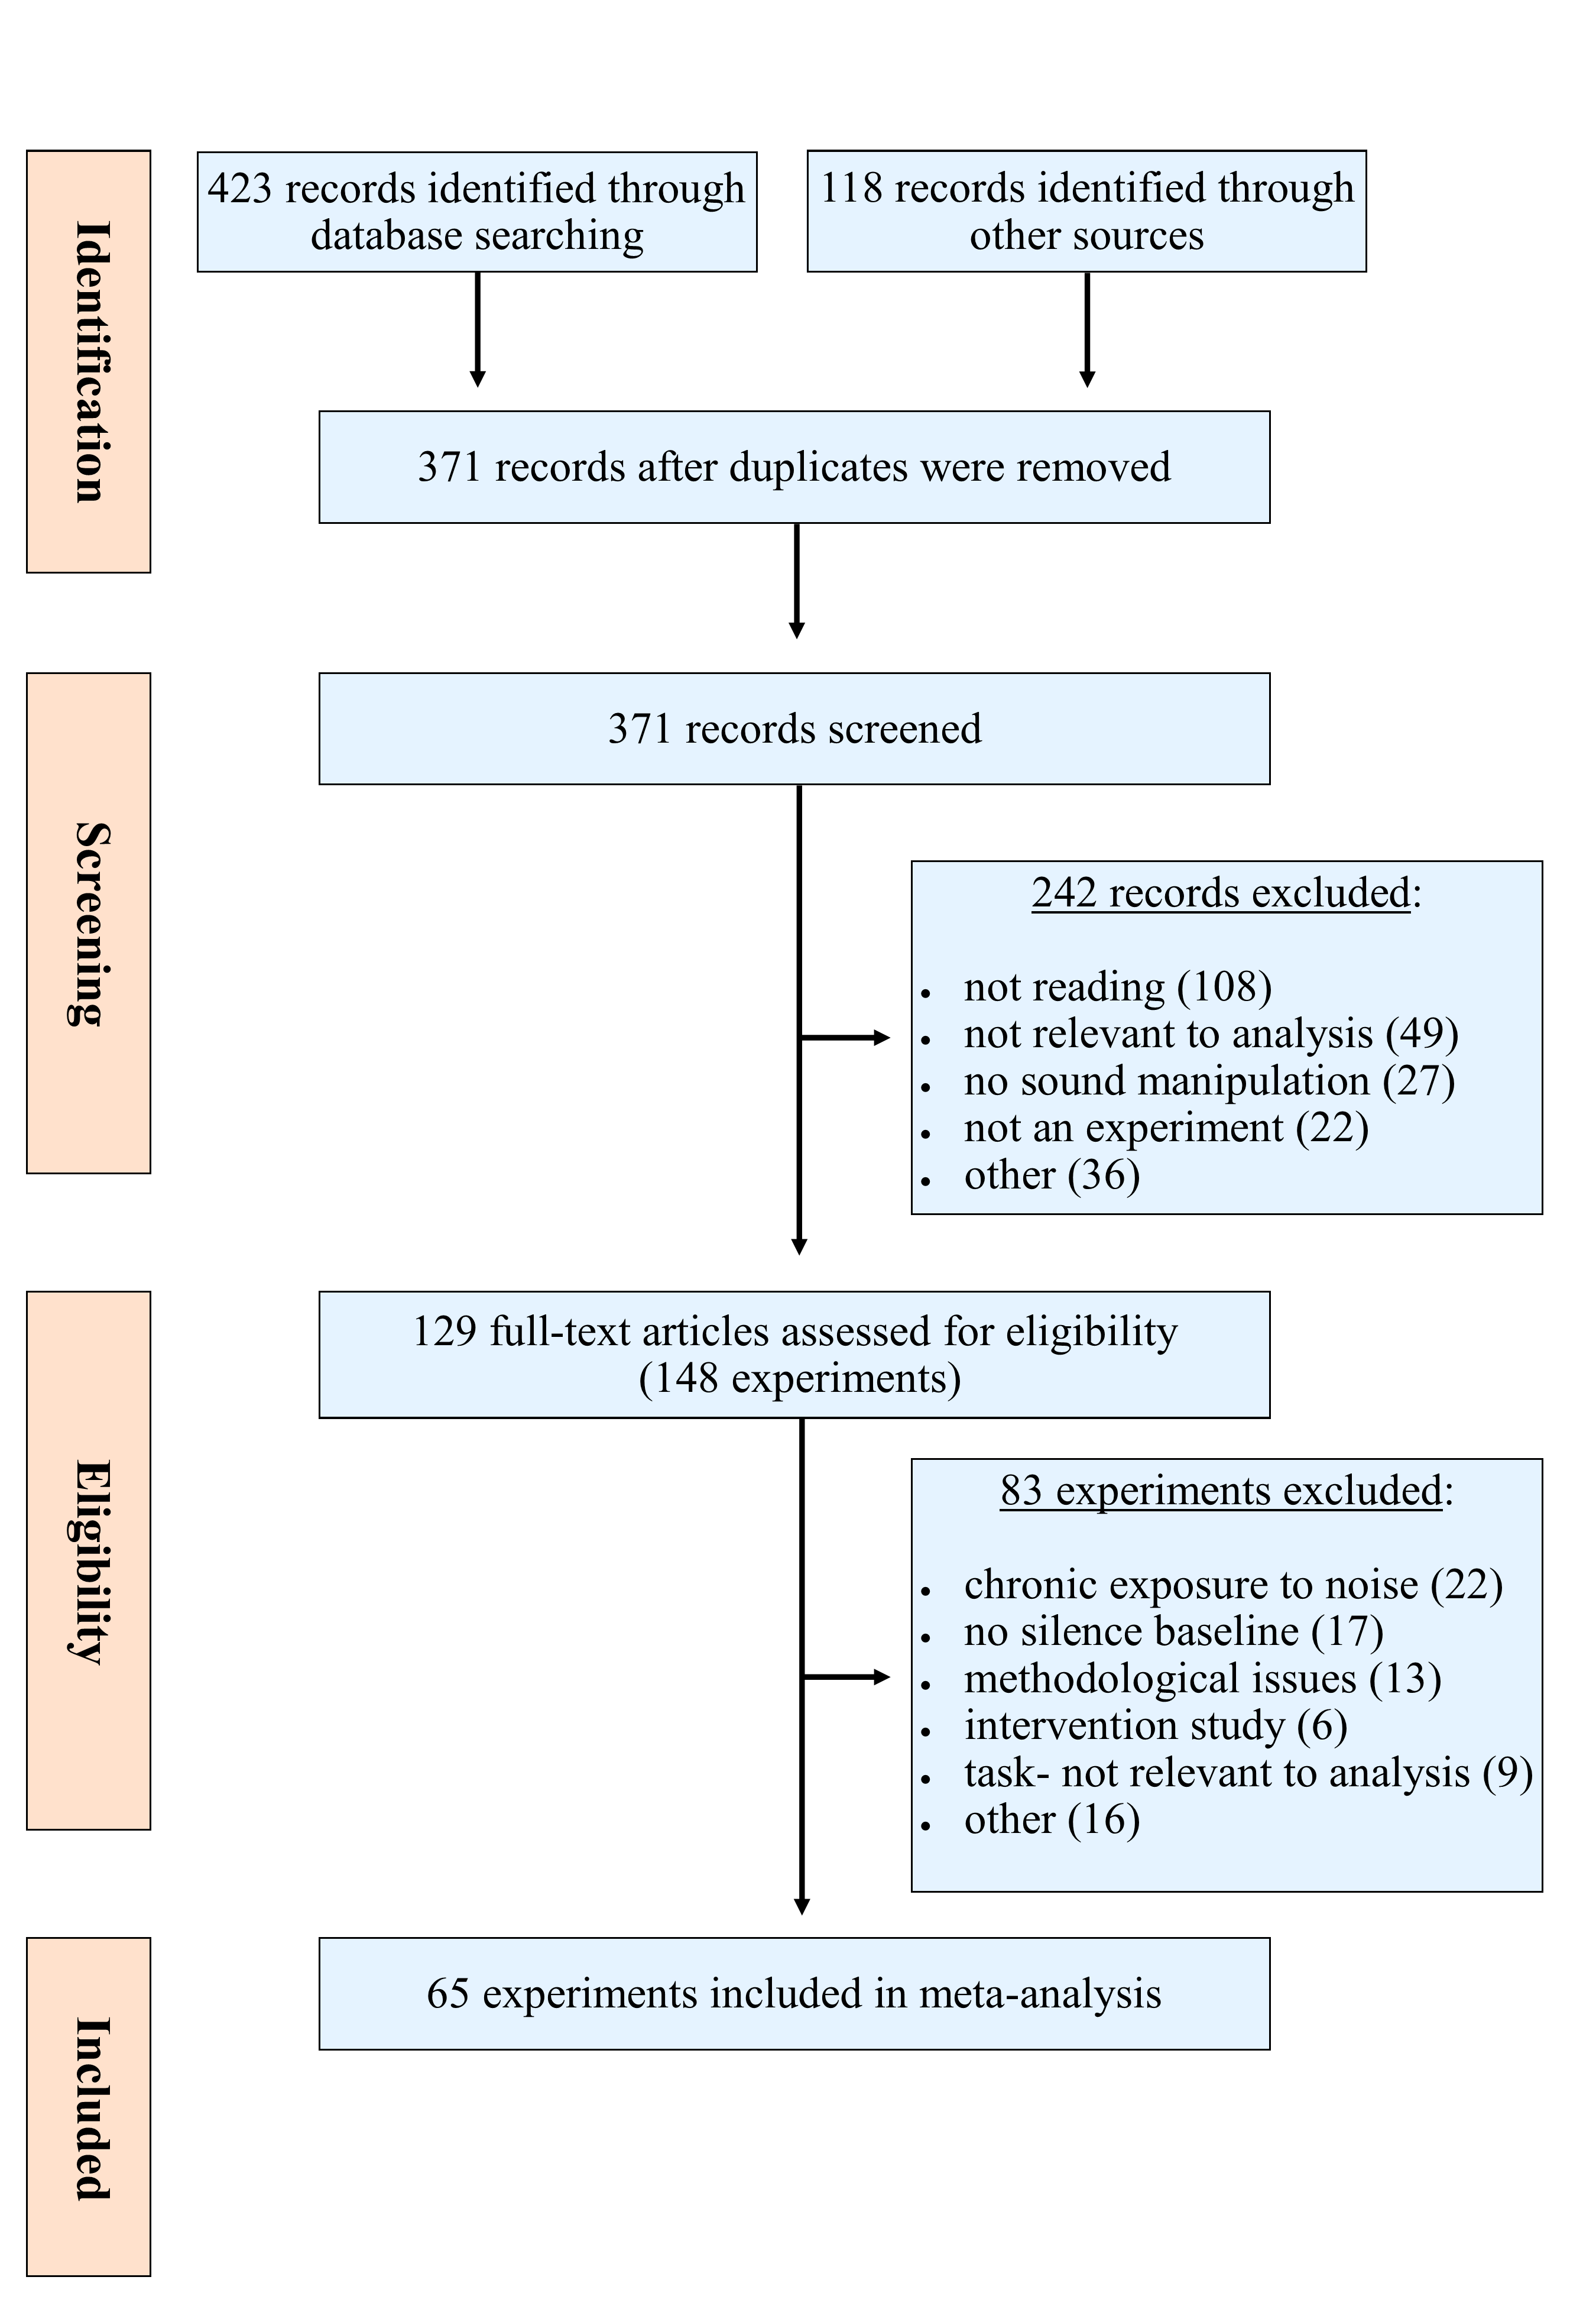 Identification
423 records identified through
database searching
118 records identified through
other sources
371 records after duplicates were removed
Screening
371 records screened
242 records excluded:
• not reading (108)
• not relevant to analysis (49)
• no sound manipulation (27)
• not an experiment (22)
• other (36)
Eligibility
129 full-text articles assessed for eligibility
(148 experiments)
83 experiments excluded:
• chronic exposure to noise (22)
• no silence baseline (17)
• methodological issues (13)
• intervention study (6)
• task- not relevant to analysis (9)
• other (16)
Included
65 experiments included in meta-analysis